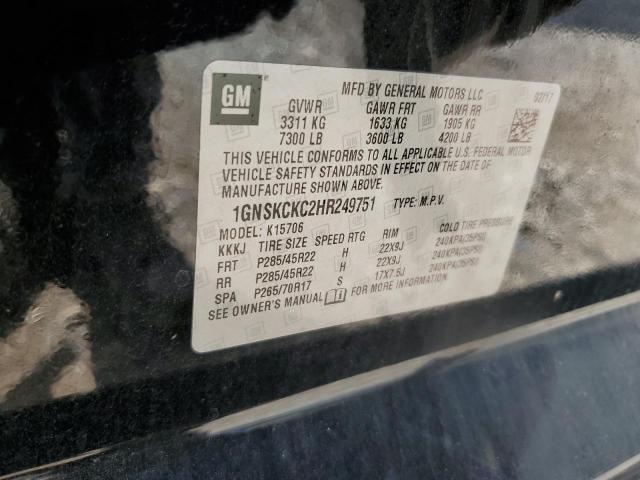 GM
MFD BY GENERAL MOTORS LLC
02/17
GVWR GAWR FRT GAWR RR
3311 KG 1633 KG 1905 KG
7300 LB 3600 LB 4200 LB
THIS VEHICLE CONFORMS TO ALL APPLICABLE U.S. FEDERAL MOTOR
VEHICLE SAFETY STANDARDS IN EFFECT ON THE DATE OF
MANUFACTURE SHOWN ABOVE.
1GNSKCKC2HR249751 TYPE: M.P.V.
MODEL: K15706
KKKJ TIRE SIZE SPEED RTG RIM COLD TIRE PRESSURE
FRT P285/45R22 H 22X9J 240KPA(35PSI)
RR P285/45R22 H 22X9J 240KPA(35PSI)
SPA P265/70R17 S 17X7.5J 240KPA(35PSI)
SEE OWNER'S MANUAL FOR MORE INFORMATION.